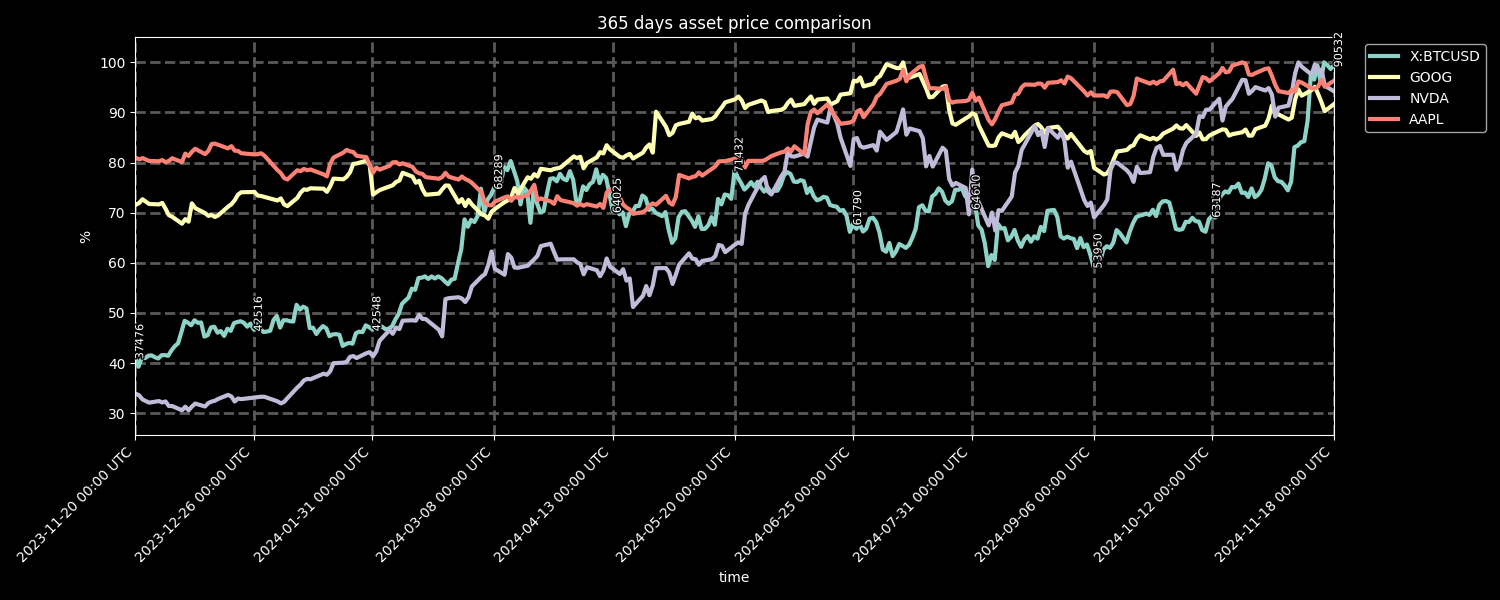 365 days asset price comparison
X:BTCUSD
GOOG
NVDA
AAPL
%
100
90
80
70
60
50
40
30
37476
42516
42548
68289
64025
71432
61790
64610
53950
63187
90532
2023-11-20 00:00 UTC
2023-12-26 00:00 UTC
2024-01-31 00:00 UTC
2024-03-08 00:00 UTC
2024-04-13 00:00 UTC
2024-05-20 00:00 UTC
2024-06-25 00:00 UTC
2024-07-31 00:00 UTC
2024-09-06 00:00 UTC
2024-10-12 00:00 UTC
2024-11-18 00:00 UTC
time